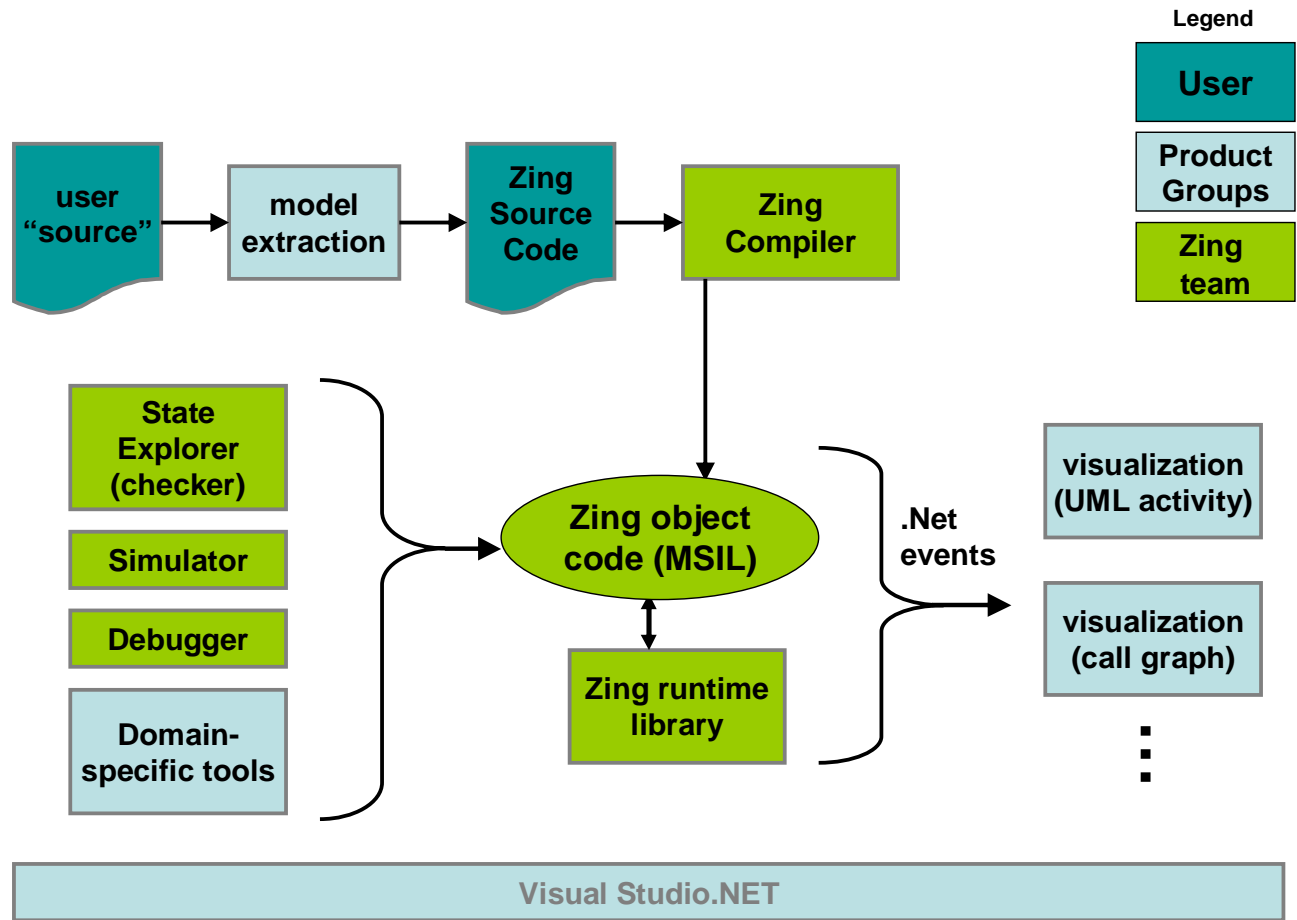 Legend
User
Product
Groups
Zing
team
user
“source”
model
extraction
Zing
Source
Code
Zing
Compiler
State
Explorer
(checker)
Simulator
Debugger
Domain-
specific tools
Zing object
code (MSIL)
Zing runtime
library
.Net
events
visualization
(UML activity)
visualization
(call graph)
Visual Studio.NET